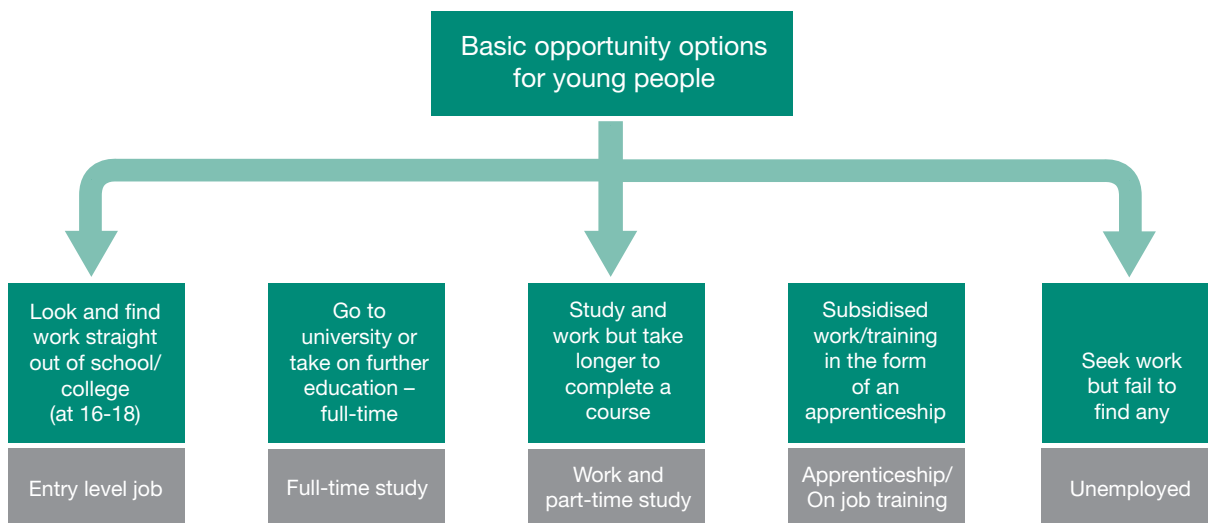 Basic opportunity options
for young people
Look and find
work straight
out of school/
college
(at 16-18)
Entry level job
Go to
university or
take on further
education –
full-time
Full-time study
Study and
work but take
longer to
complete a
course
Work and
part-time study
Subsidised
work/training
in the form
of an
apprenticeship
Apprenticeship/
On job training
Seek work
but fail to
find any
Unemployed